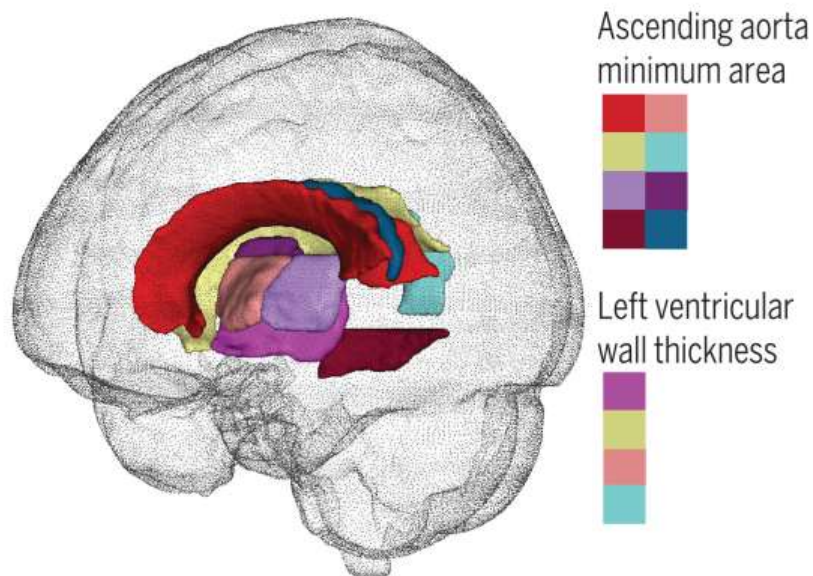 Ascending aorta
minimum area
Left ventricular
wall thickness